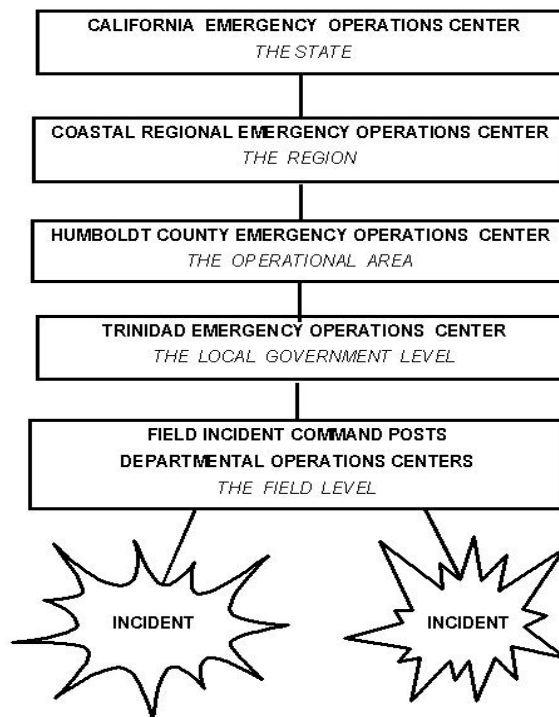 CALIFORNIA EMERGENCY OPERATIONS CENTER
THE STATE
COASTAL REGIONAL EMERGENCY OPERATIONS CENTER
THE REGION
HUMBOLDT COUNTY EMERGENCY OPERATIONS CENTER
THE OPERATIONAL AREA
TRINIDAD EMERGENCY OPERATIONS CENTER
THE LOCAL GOVERNMENT LEVEL
FIELD INCIDENT COMMAND POSTS
DEPARTMENTAL OPERATIONS CENTERS
THE FIELD LEVEL
INCIDENT
INCIDENT